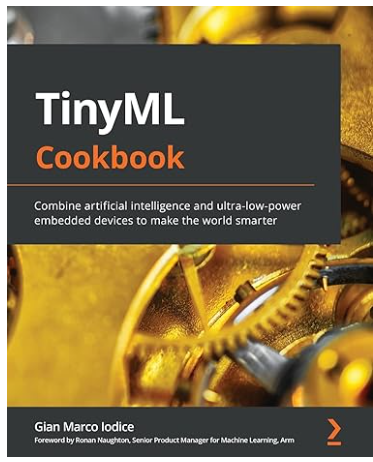 TinyML
Cookbook
Combine artificial intelligence and ultra-low-power
embedded devices to make the world smarter
Gian Marco Iodice
Foreword by Ronan Naughton, Senior Product Manager for Machine Learning, Arm